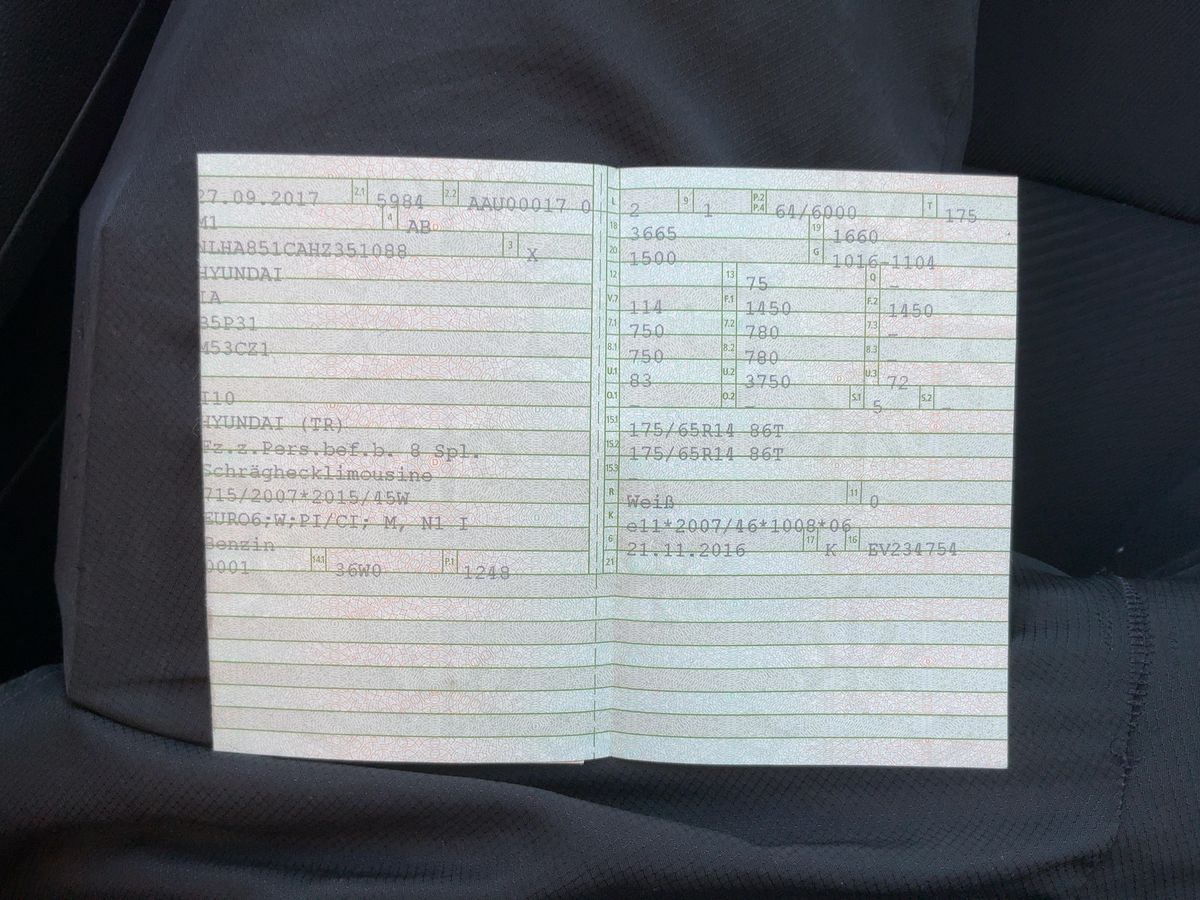 27.09.2017 2.1 5984 2.2 AAU00017 0
M1 4 AB
NLHA851CAHZ351088 3 X
HYUNDAI
IA
B5P31
M53CZ1
I10
HYUNDAI (TR)
Fz.z.Pers.bef.b. 8 Spl.
Schräghecklimousine
715/2007*2015/45W
EURO6;W;PI/CI; M, N1 I
Benzin
0001 14.1 36W0 P.1 1248
L 2 9 1 P.2 P.4 64/6000 T 175
18 3665 19 1660
20 1500 G 1016-1104
12 13 75 Q –
V.7 114 F.1 1450 F.2 1450
7.1 750 7.2 780 7.3 –
8.1 750 8.2 780 8.3 –
U.1 83 U.2 3750 U.3 72
O.1 – O.2 – S.1 5 S.2 –
15.1 175/65R14 86T
15.2 175/65R14 86T
15.3 –
R Weiß 11 0
K e11*2007/46*1008*06
6 21.11.2016 17 K 16 EV234754
21